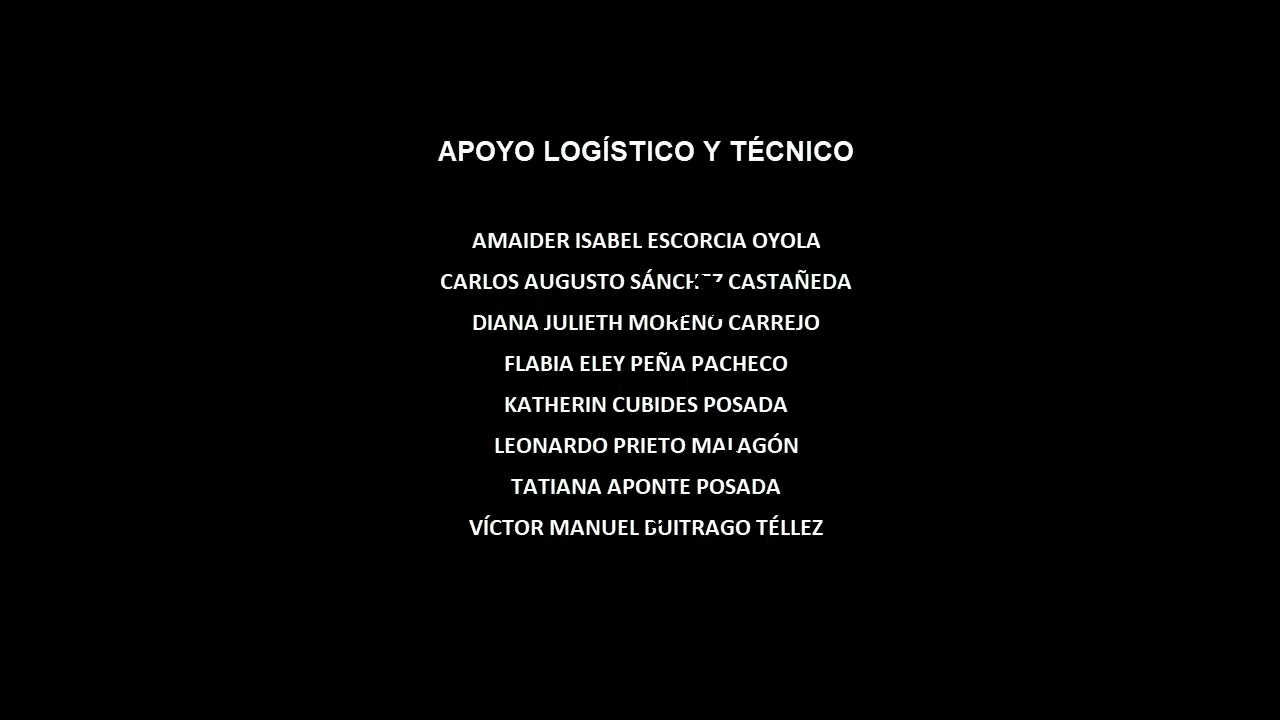 APOYO LOGÍSTICO Y TÉCNICO
AMAIDER ISABEL ESCORCIA OYOLA
CARLOS AUGUSTO SÁNCHEZ CASTAÑEDA
DIANA JULIETH MORENO CARREJO
FLABIA ELEY PEÑA PACHECO
KATHERIN CUBIDES POSADA
LEONARDO PRIETO MALAGÓN
TATIANA APONTE POSADA
VÍCTOR MANUEL BUITRAGO TÉLLEZ